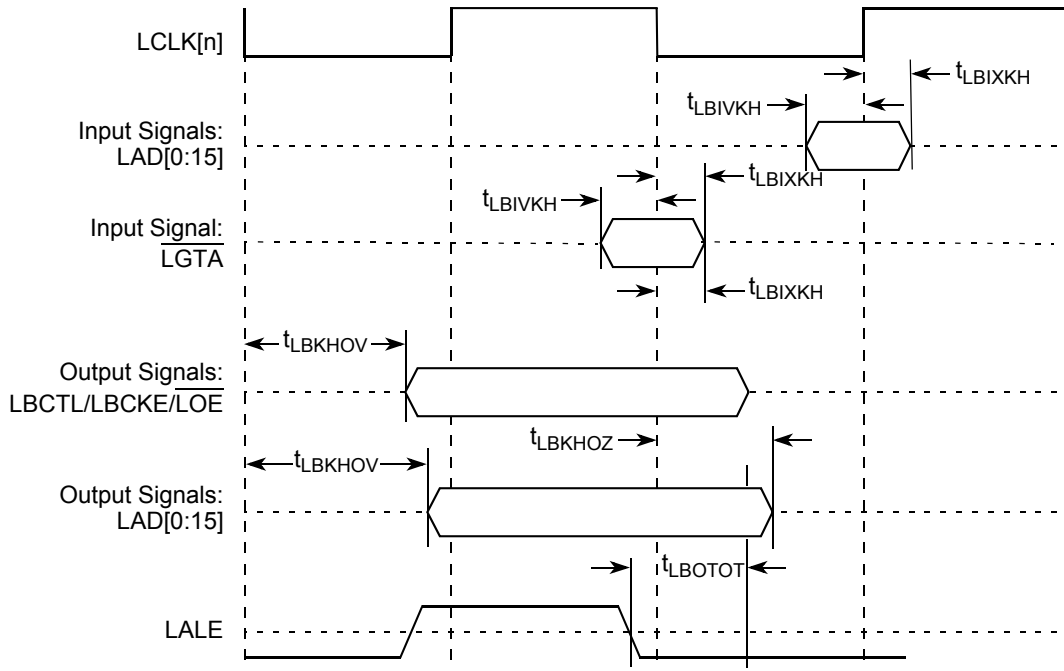 LCLK[n]
tLBIXKH
tLBIVKH
Input Signals:
LAD[0:15]
tLBIXKH
tLBIVKH
Input Signal:
LGTA
tLBIXKH
tLBKHOV
Output Signals:
LBCTL/LBCKE/LOE
tLBKHOZ
tLBKHOV
Output Signals:
LAD[0:15]
tLBOTOT
LALE